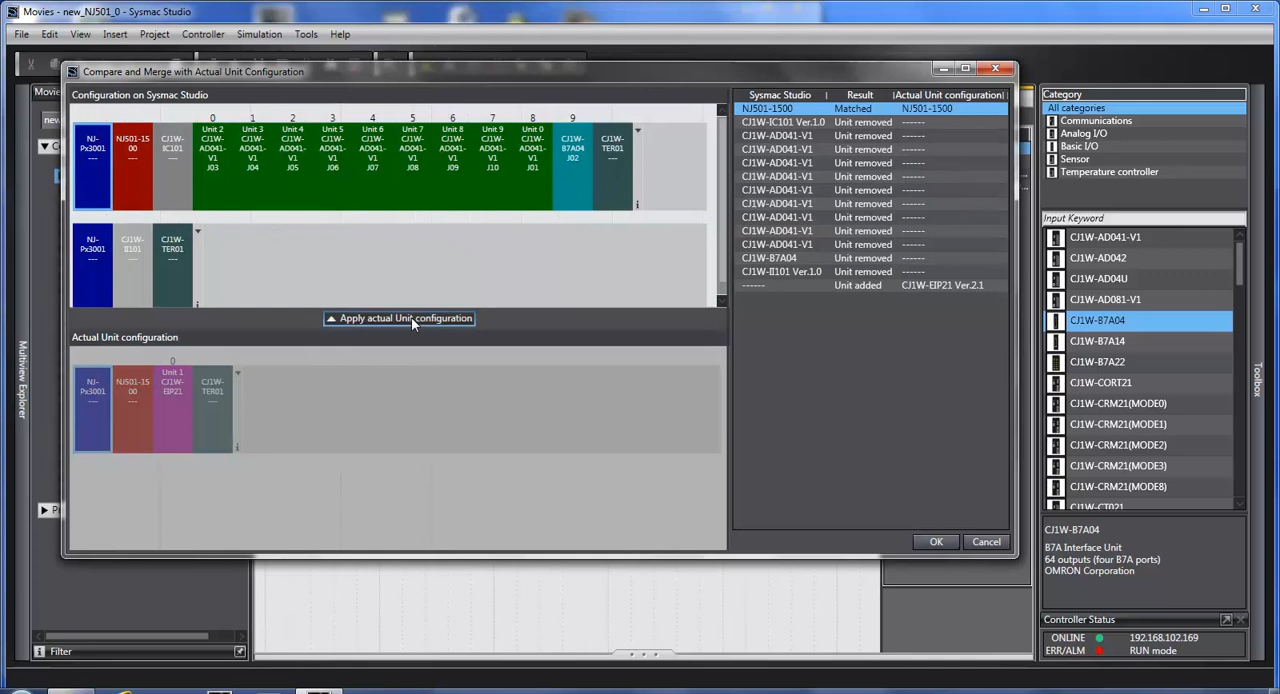 Movies - new_NJ501_0 - Sysmac Studio
File Edit View Insert Project Controller Simulation Tools Help
Compare and Merge with Actual Unit Configuration
Configuration on Sysmac Studio
0 1 2 3 4 5 6 7 8 9
NJ-Px3001 ---
NJ501-1500 ---
CJ1W-IC101
Unit 2 CJ1W-AD041-V1 J03
Unit 3 CJ1W-AD041-V1 J04
Unit 4 CJ1W-AD041-V1 J05
Unit 5 CJ1W-AD041-V1 J06
Unit 6 CJ1W-AD041-V1 J07
Unit 7 CJ1W-AD041-V1 J08
Unit 8 CJ1W-AD041-V1 J09
Unit 9 CJ1W-AD041-V1 J10
Unit 0 CJ1W-AD041-V1 J01
CJ1W-B7A04 J02
CJ1W-TER01 ---
NJ-Px3001 ---
CJ1W-II101 ---
CJ1W-TER01 ---
Apply actual Unit configuration
Actual Unit configuration
0
NJ-Px3001 ---
NJ501-1500 ---
Unit 1 CJ1W-EIP21
CJ1W-TER01 ---
Sysmac Studio Result Actual Unit configuration
NJ501-1500 Matched NJ501-1500
CJ1W-IC101 Ver.1.0 Unit removed ------
CJ1W-AD041-V1 Unit removed ------
CJ1W-AD041-V1 Unit removed ------
CJ1W-AD041-V1 Unit removed ------
CJ1W-AD041-V1 Unit removed ------
CJ1W-AD041-V1 Unit removed ------
CJ1W-AD041-V1 Unit removed ------
CJ1W-AD041-V1 Unit removed ------
CJ1W-AD041-V1 Unit removed ------
CJ1W-AD041-V1 Unit removed ------
CJ1W-B7A04 Unit removed ------
CJ1W-II101 Ver.1.0 Unit removed ------
------ Unit added CJ1W-EIP21 Ver.2.1
OK Cancel
Category
All categories
Communications
Analog I/O
Basic I/O
Sensor
Temperature controller
Input Keyword
CJ1W-AD041-V1
CJ1W-AD042
CJ1W-AD04U
CJ1W-AD081-V1
CJ1W-B7A04
CJ1W-B7A14
CJ1W-B7A22
CJ1W-CORT21
CJ1W-CRM21(MODE0)
CJ1W-CRM21(MODE1)
CJ1W-CRM21(MODE2)
CJ1W-CRM21(MODE3)
CJ1W-CRM21(MODE8)
CJ1W-CT021
CJ1W-B7A04
B7A Interface Unit
64 outputs (four B7A ports)
OMRON Corporation
Controller Status
ONLINE 192.168.102.169
ERR/ALM RUN mode
Multiview Explorer
Toolbox
Filter